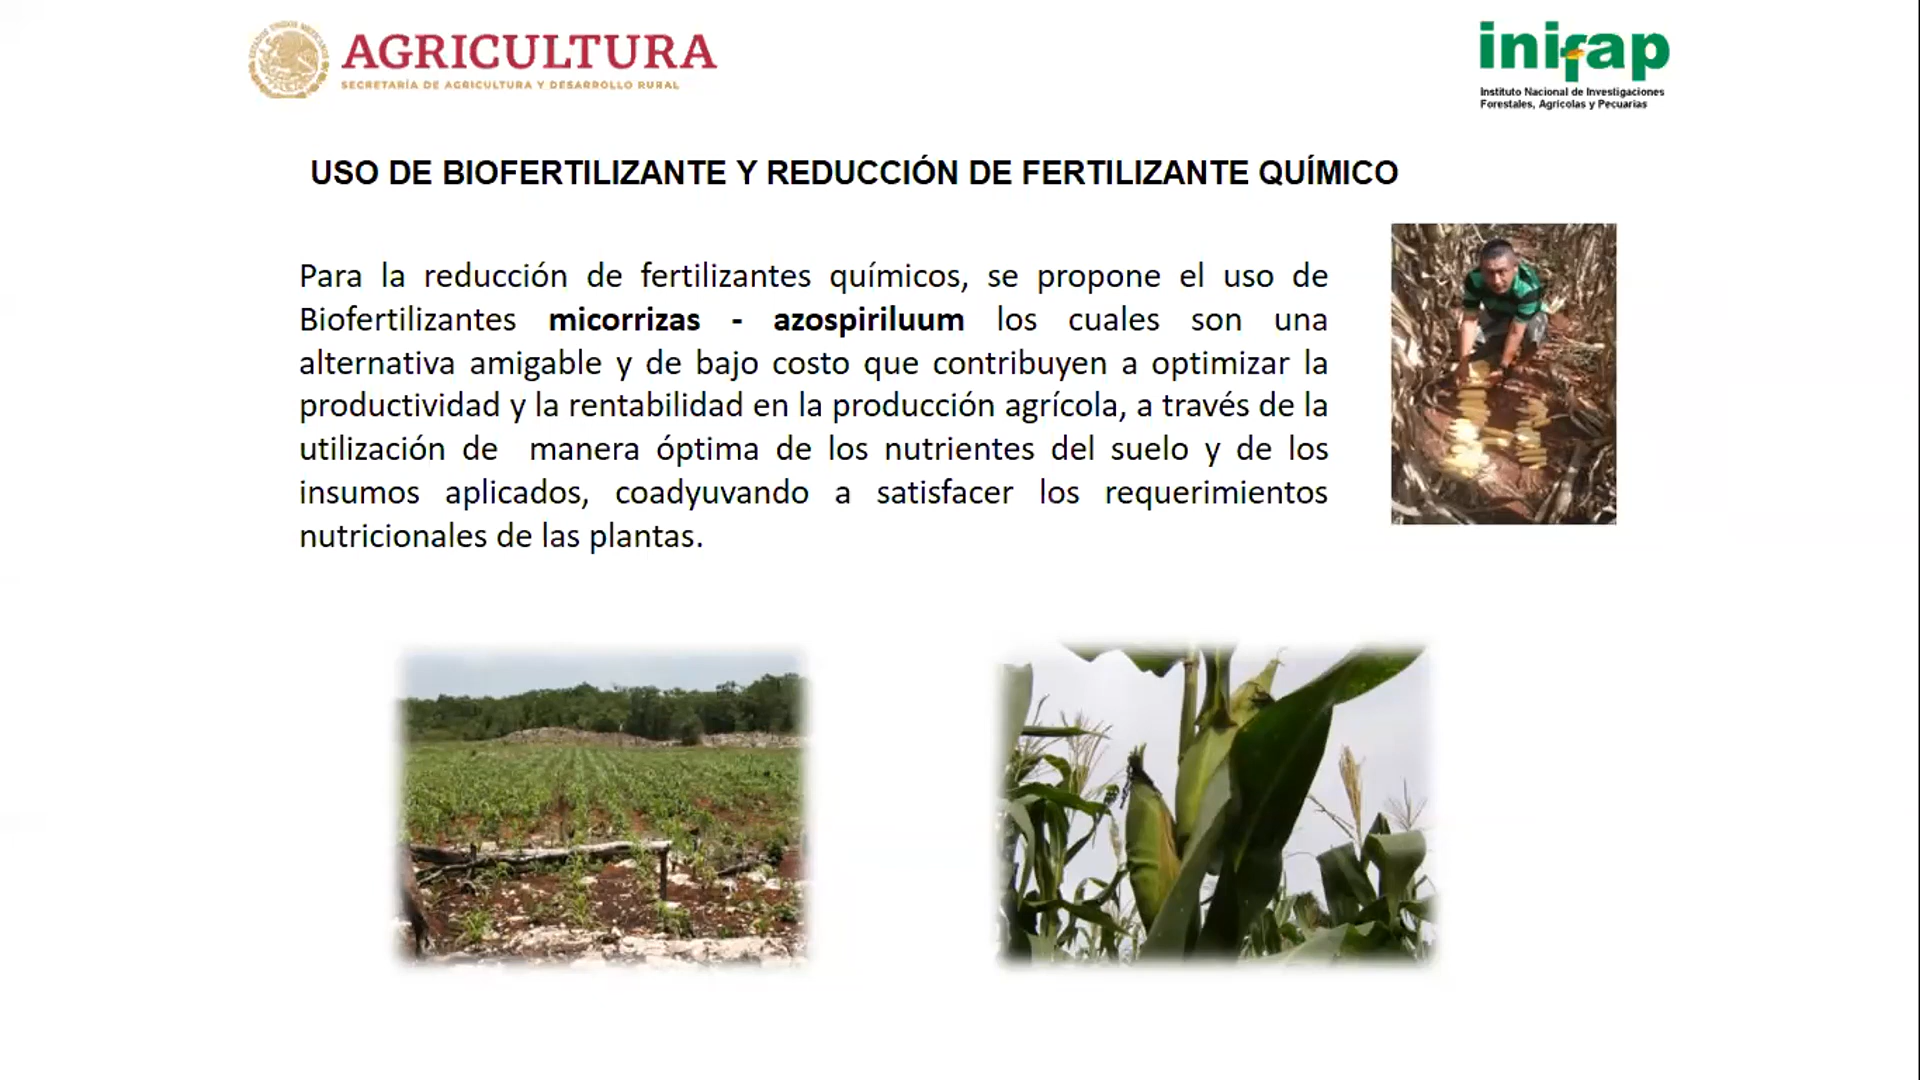 AGRICULTURA
SECRETARÍA DE AGRICULTURA Y DESARROLLO RURAL
inifap
Instituto Nacional de Investigaciones
Forestales, Agrícolas y Pecuarias
USO DE BIOFERTILIZANTE Y REDUCCIÓN DE FERTILIZANTE QUÍMICO
Para la reducción de fertilizantes químicos, se propone el uso de
Biofertilizantes micorrizas - azospiriluum los cuales son una
alternativa amigable y de bajo costo que contribuyen a optimizar la
productividad y la rentabilidad en la producción agrícola, a través de la
utilización de manera óptima de los nutrientes del suelo y de los
insumos aplicados, coadyuvando a satisfacer los requerimientos
nutricionales de las plantas.